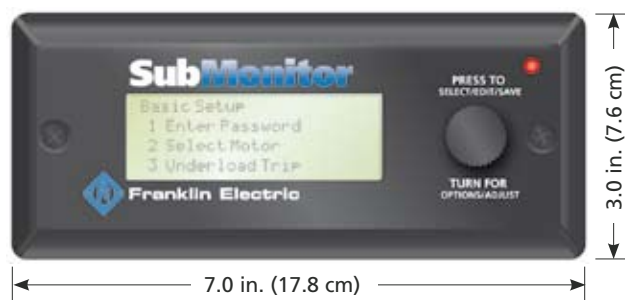 SubMonitor
PRESS TO
SELECT/EDIT/SAVE
Basic Setup
1 Enter Password
2 Select Motor
3 Underload Trip
TURN FOR
OPTIONS/ADJUST
Franklin Electric
3.0 in. (7.6 cm)
7.0 in. (17.8 cm)